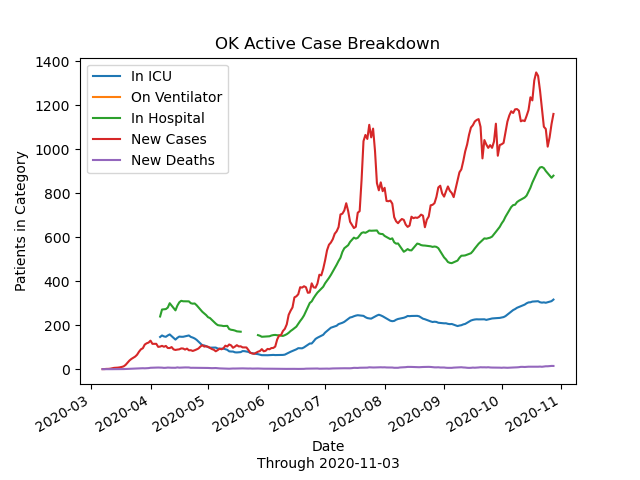 OK Active Case Breakdown
1400
1200
1000
800
600
400
200
0
Patients in Category
In ICU
On Ventilator
In Hospital
New Cases
New Deaths
2020-03
2020-04
2020-05
2020-06
2020-07
2020-08
2020-09
2020-10
2020-11
Date
Through 2020-11-03